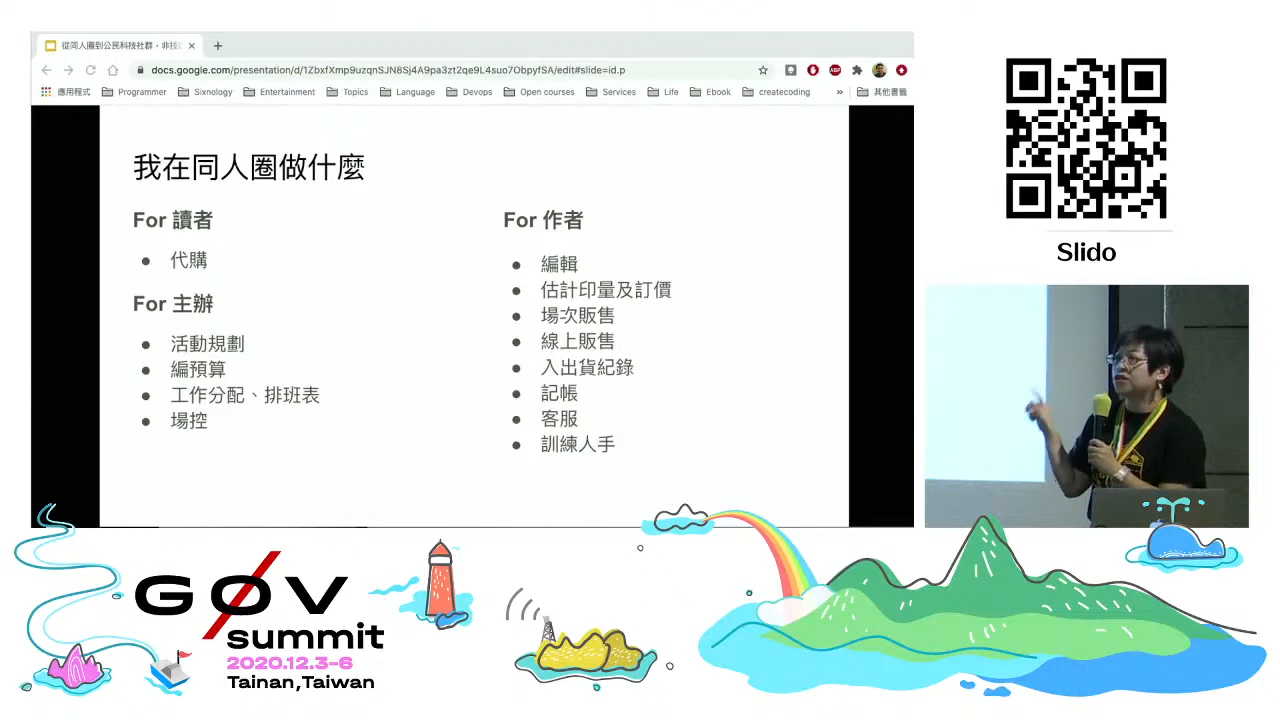 從同人圈到公民科技社群，非技
docs.google.com/presentation/d/1ZbxfXmp9uzqnSJN8Sj4A9pa3zt2qe9L4suo7ObpyfSA/edit#slide=id.p
應用程式 Programmer Sixnology Entertainment Topics Language Devops Open courses Services Life Ebook createcoding » 其他書籤
我在同人圈做什麼
For 讀者
● 代購
For 主辦
● 活動規劃
● 編預算
● 工作分配、排班表
● 場控
For 作者
● 編輯
● 估計印量及訂價
● 場次販售
● 線上販售
● 入出貨紀錄
● 記帳
● 客服
● 訓練人手
Slido
GØV
summit
2020.12.3-6
Tainan,Taiwan